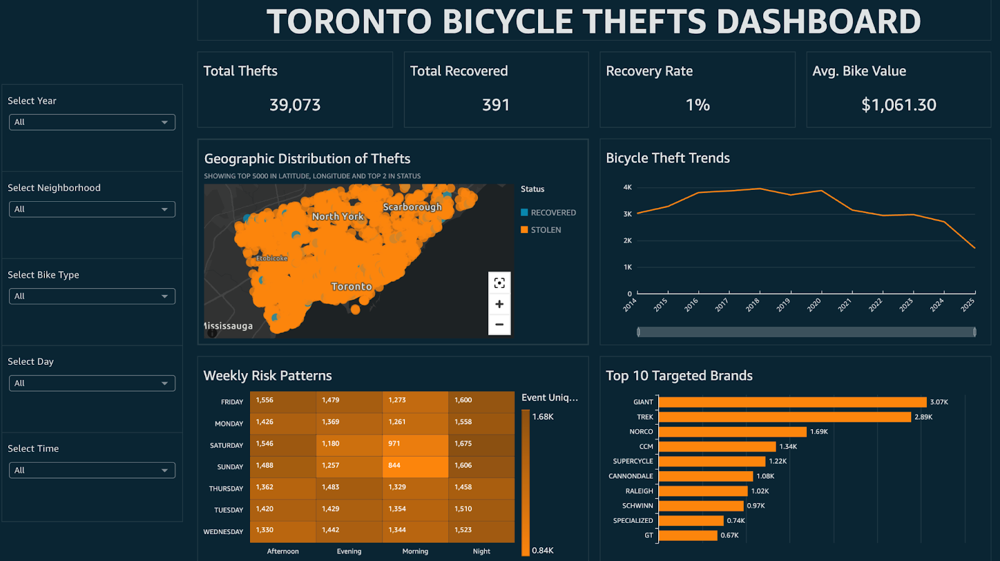 TORONTO BICYCLE THEFTS DASHBOARD
Select Year
All
Select Neighborhood
All
Select Bike Type
All
Select Day
All
Select Time
All
Total Thefts
39,073
Total Recovered
391
Recovery Rate
1%
Avg. Bike Value
$1,061.30
Geographic Distribution of Thefts
SHOWING TOP 5000 IN LATITUDE, LONGITUDE AND TOP 2 IN STATUS
Scarborough
North York
Etobicoke
Toronto
Mississauga
+
−
Status
RECOVERED
STOLEN
Bicycle Theft Trends
4K
3K
2K
1K
0
2014 2015 2016 2017 2018 2019 2020 2021 2022 2023 2024 2025
Weekly Risk Patterns
FRIDAY 1,556 1,479 1,273 1,600
MONDAY 1,426 1,369 1,261 1,558
SATURDAY 1,546 1,180 971 1,675
SUNDAY 1,488 1,257 844 1,606
THURSDAY 1,362 1,483 1,329 1,458
TUESDAY 1,420 1,429 1,354 1,510
WEDNESDAY 1,330 1,442 1,344 1,523
Afternoon Evening Morning Night
Event Uniq...
1.68K
0.84K
Top 10 Targeted Brands
GIANT 3.07K
TREK 2.89K
NORCO 1.69K
CCM 1.34K
SUPERCYCLE 1.22K
CANNONDALE 1.08K
RALEIGH 1.02K
SCHWINN 0.97K
SPECIALIZED 0.74K
GT 0.67K